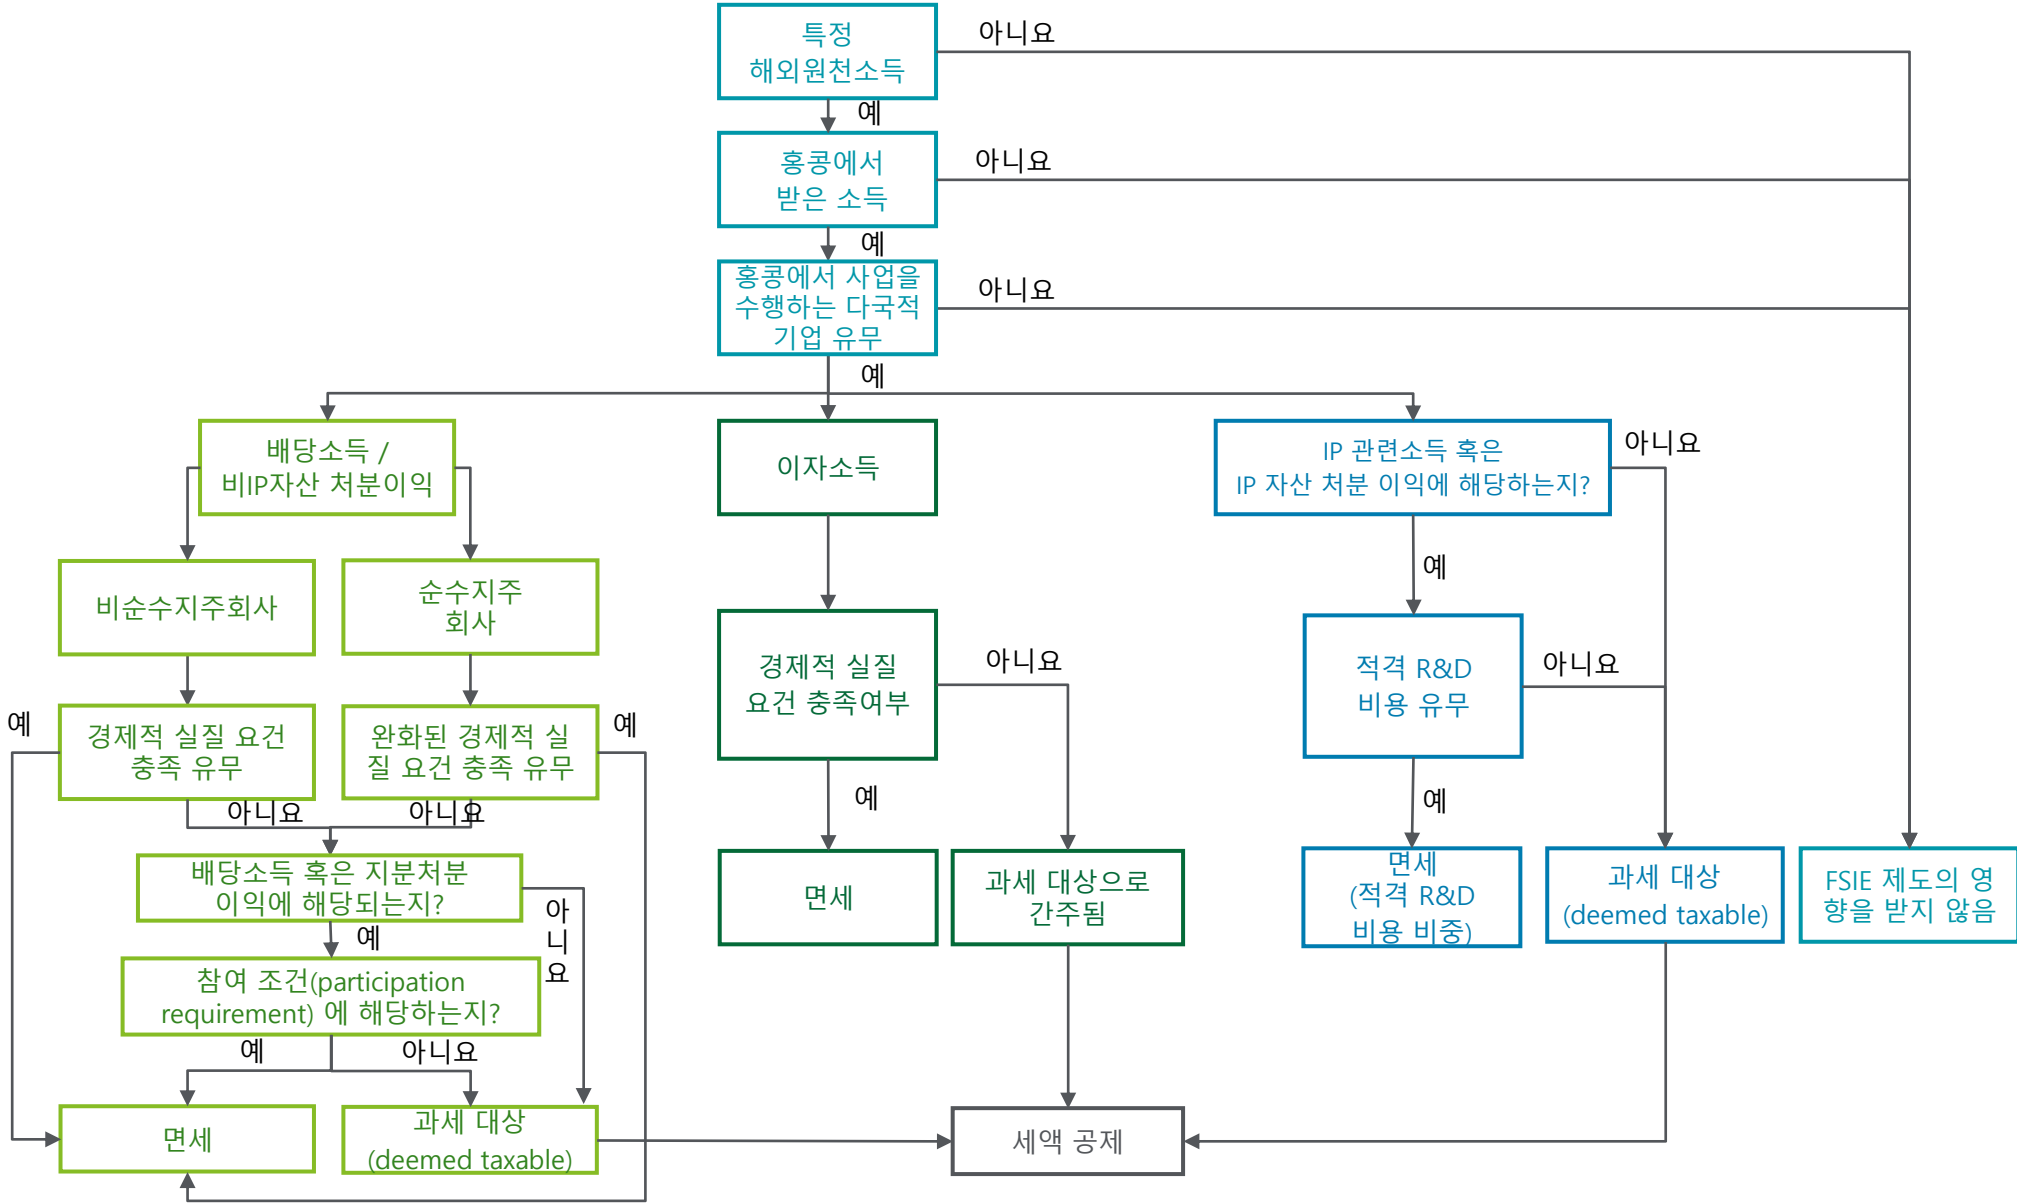 특정
해외원천소득
아니요
예
홍콩에서
받은 소득
아니요
예
홍콩에서 사업을
수행하는 다국적
기업 유무
아니요
예
배당소득 /
비IP자산 처분이익
이자소득
IP 관련소득 혹은
IP 자산 처분 이익에 해당하는지?
아니요
비순수지주회사
순수지주
회사
예
경제적 실질
요건 충족여부
아니요
적격 R&D
비용 유무
아니요
예
경제적 실질 요건
충족 유무
완화된 경제적 실
질 요건 충족 유무
예
아니요
아니요
예
예
배당소득 혹은 지분처분
이익에 해당되는지?
아
니
요
예
면세
과세 대상으로
간주됨
면세
(적격 R&D
비용 비중)
과세 대상
(deemed taxable)
FSIE 제도의 영
향을 받지 않음
참여 조건(participation
requirement) 에 해당하는지?
예
아니요
면세
과세 대상
(deemed taxable)
세액 공제